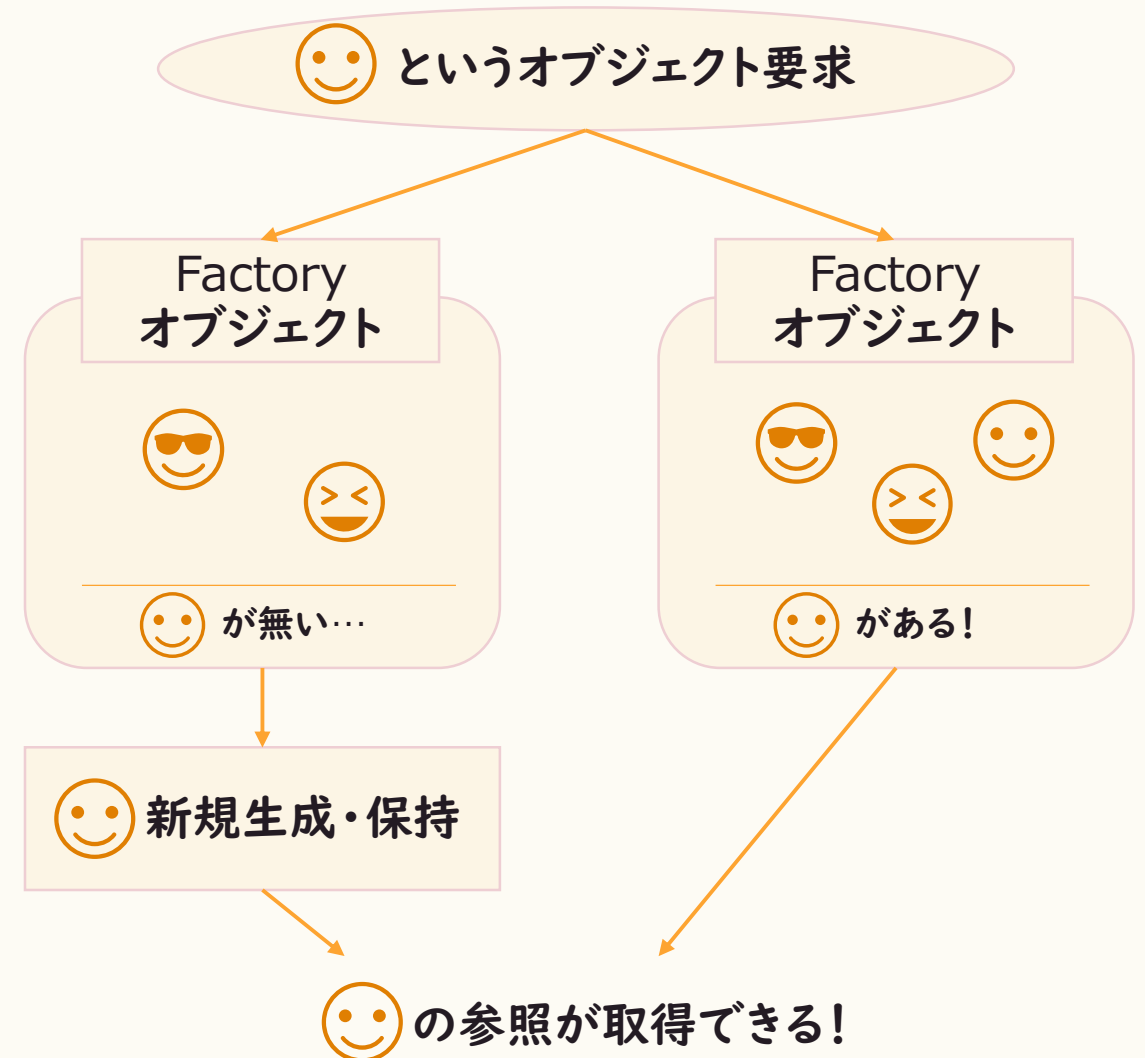 というオブジェクト要求
Factory
オブジェクト
が無い…
Factory
オブジェクト
がある！
新規生成・保持
の参照が取得できる！